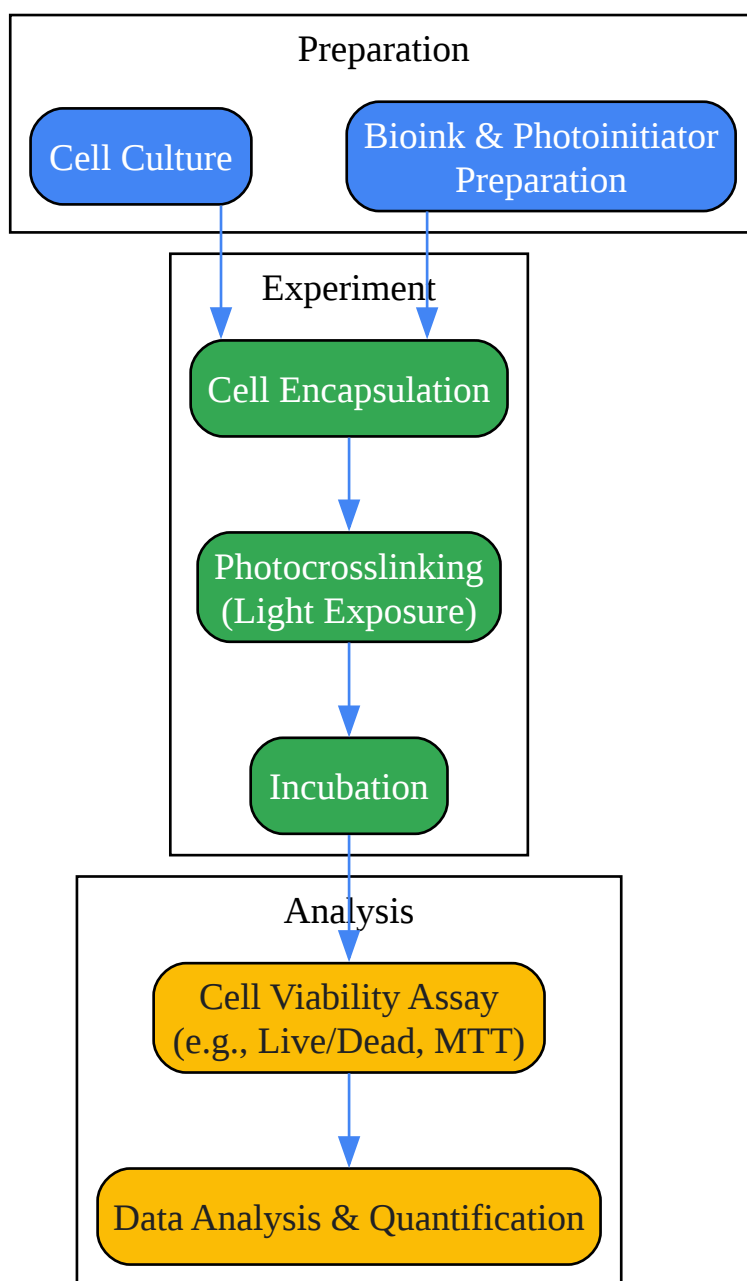 Preparation
Cell Culture
Bioink & Photoinitiator
Preparation
Experiment
Cell Encapsulation
Photocrosslinking
(Light Exposure)
Incubation
Analysis
Cell Viability Assay
(e.g., Live/Dead, MTT)
Data Analysis & Quantification